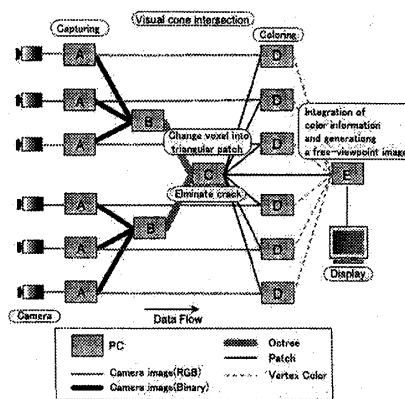 Visual cone intersection
Capturing
Coloring
A
D
A
D
B
Change voxel into
triangular patch
Integration of
color information
and generationg
a free-viewpoint image
A
D
C
E
Eliminate crack
A
D
B
A
D
Display
A
D
Camera
Data Flow
PC
Octree
Patch
Camera image(RGB)
Vertex Color
Camera image(Binary)